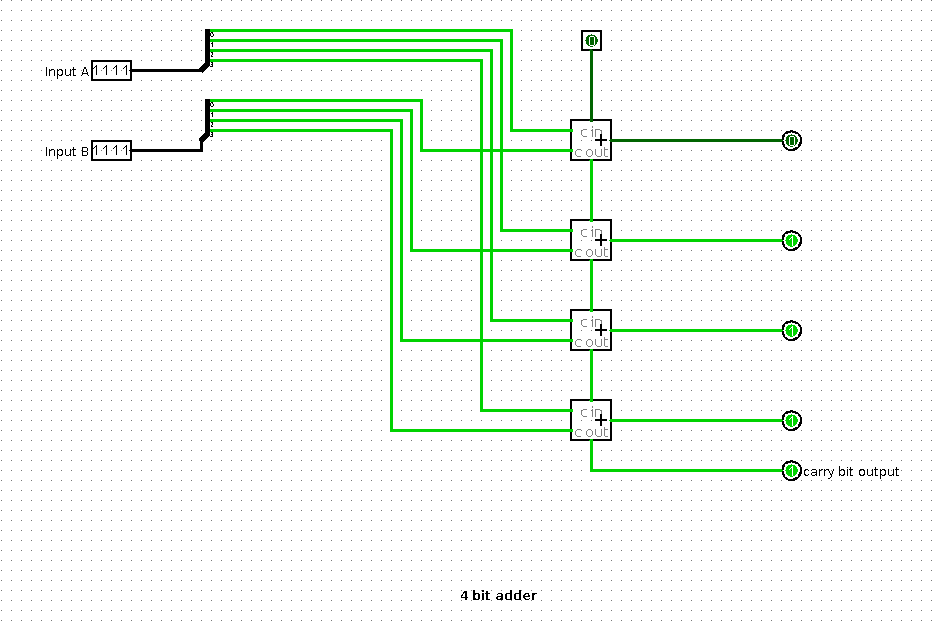 0
0
1
2
3
Input A 1111
0
1
2
3
Input B 1111
c in
+
c out
0
c in
+
c out
1
c in
+
c out
1
c in
+
c out
1
1 carry bit output
4 bit adder